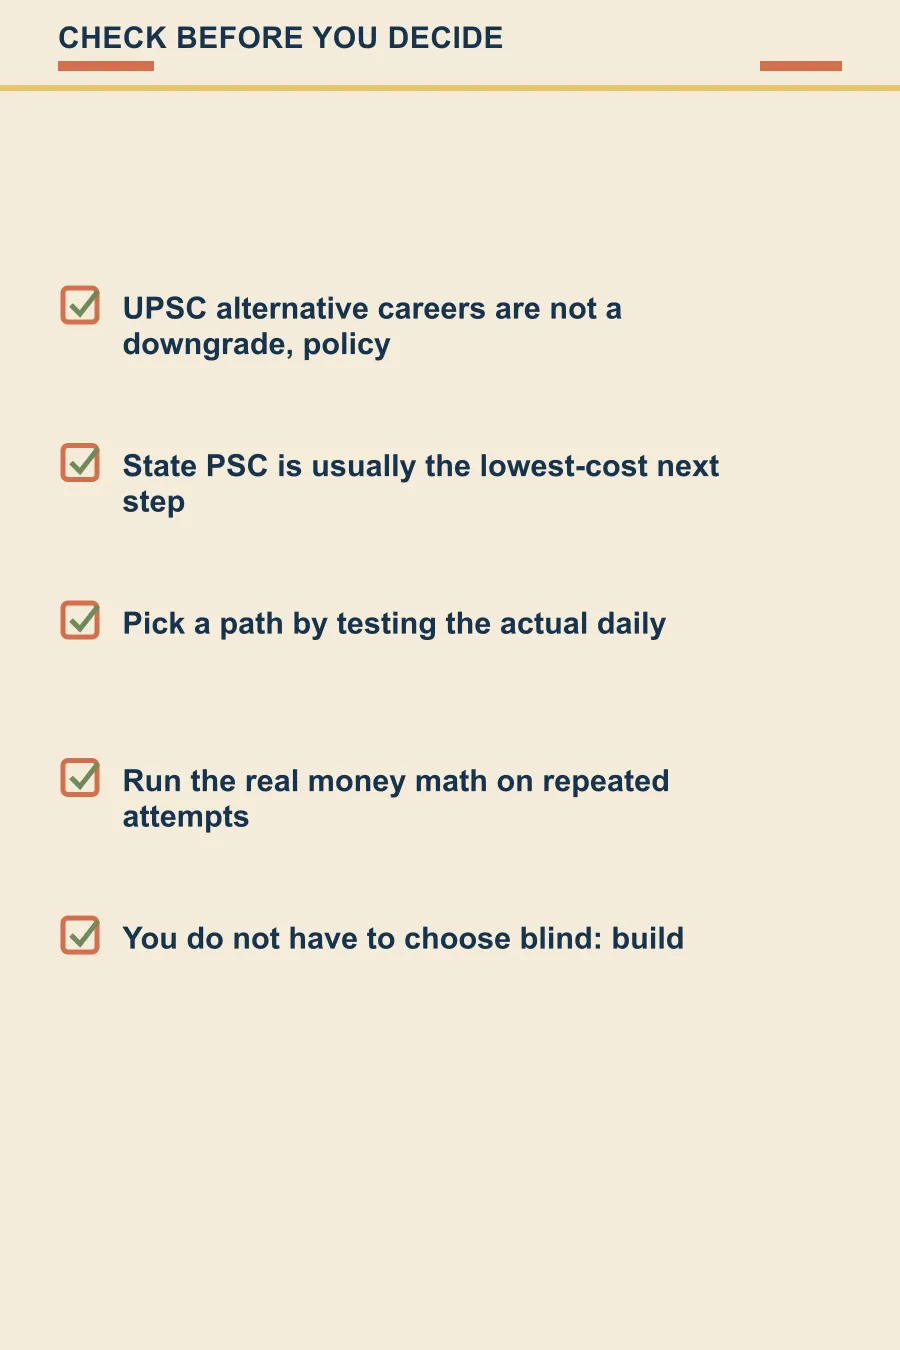 CHECK BEFORE YOU DECIDE
UPSC alternative careers are not a
downgrade, policy
State PSC is usually the lowest-cost next
step
Pick a path by testing the actual daily
Run the real money math on repeated
attempts
You do not have to choose blind: build